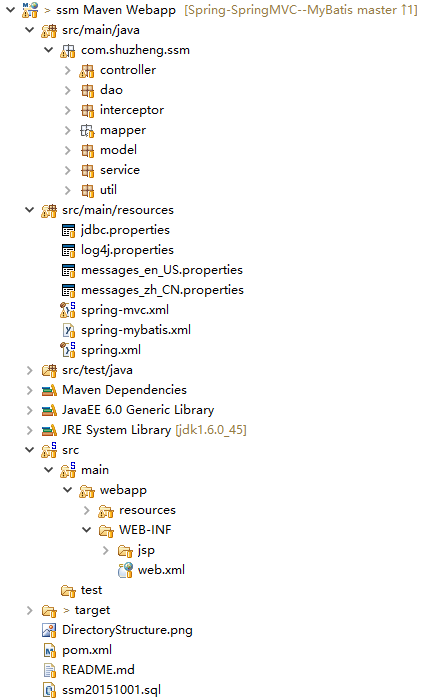 > ssm Maven Webapp [Spring-SpringMVC--MyBatis master ↑1]
src/main/java
com.shuzheng.ssm
controller
dao
interceptor
mapper
model
service
util
src/main/resources
jdbc.properties
log4j.properties
messages_en_US.properties
messages_zh_CN.properties
spring-mvc.xml
spring-mybatis.xml
spring.xml
src/test/java
Maven Dependencies
JavaEE 6.0 Generic Library
JRE System Library [jdk1.6.0_45]
src
main
webapp
resources
WEB-INF
jsp
web.xml
test
> target
DirectoryStructure.png
pom.xml
README.md
ssm20151001.sql